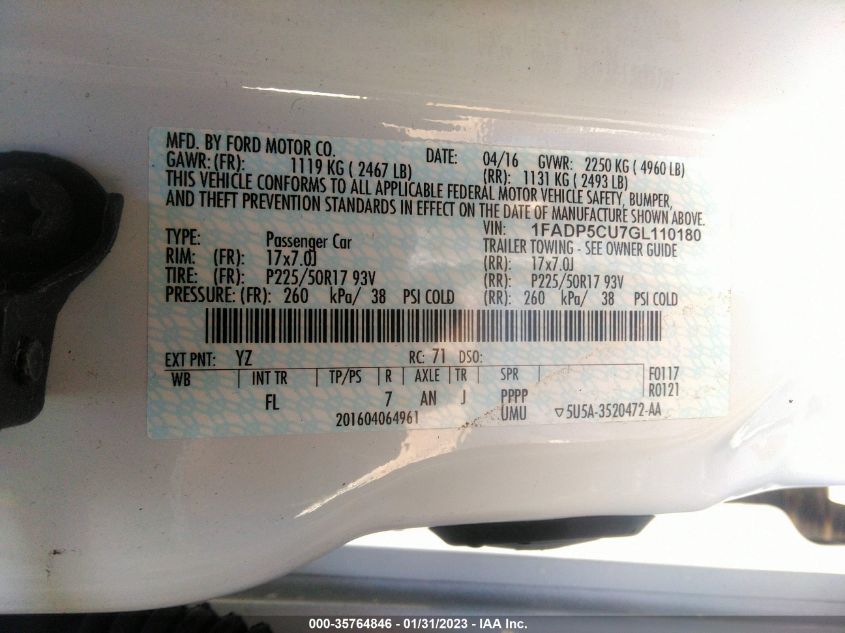 MFD. BY FORD MOTOR CO.
DATE: 04/16 GVWR: 2250 KG ( 4960 LB)
GAWR: (FR): 1119 KG ( 2467 LB) (RR): 1131 KG ( 2493 LB)
THIS VEHICLE CONFORMS TO ALL APPLICABLE FEDERAL MOTOR VEHICLE SAFETY, BUMPER,
AND THEFT PREVENTION STANDARDS IN EFFECT ON THE DATE OF MANUFACTURE SHOWN ABOVE.
VIN: 1FADP5CU7GL110180
TYPE: Passenger Car TRAILER TOWING - SEE OWNER GUIDE
RIM: (FR): 17x7.0J (RR): 17x7.0J
TIRE: (FR): P225/50R17 93V (RR): P225/50R17 93V
PRESSURE: (FR): 260 kPa/ 38 PSI COLD (RR): 260 kPa/ 38 PSI COLD
EXT PNT: YZ RC: 71 DSO:
WB INT TR TP/PS R AXLE TR SPR F0117
R0121
FL 7 AN J PPPP
201604064961 UMU ▽5U5A-3520472-AA
000-35764846 - 01/31/2023 - IAA Inc.